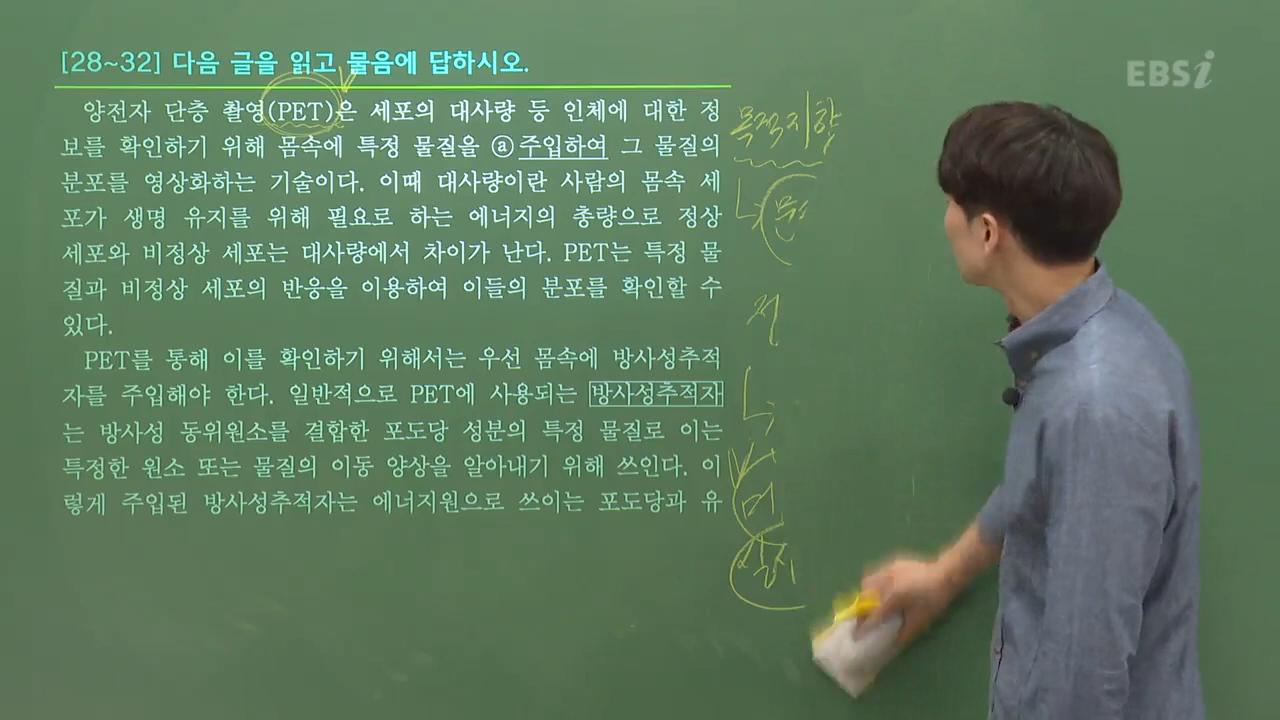 [28~32] 다음 글을 읽고 물음에 답하시오.
EBSi
양전자 단층 촬영(PET)은 세포의 대사량 등 인체에 대한 정
보를 확인하기 위해 몸속에 특정 물질을 ⓐ주입하여 그 물질의
분포를 영상화하는 기술이다. 이때 대사량이란 사람의 몸속 세
포가 생명 유지를 위해 필요로 하는 에너지의 총량으로 정상
세포와 비정상 세포는 대사량에서 차이가 난다. PET는 특정 물
질과 비정상 세포의 반응을 이용하여 이들의 분포를 확인할 수
있다.
PET를 통해 이를 확인하기 위해서는 우선 몸속에 방사성추적
자를 주입해야 한다. 일반적으로 PET에 사용되는 방사성추적자
는 방사성 동위원소를 결합한 포도당 성분의 특정 물질로 이는
특정한 원소 또는 물질의 이동 양상을 알아내기 위해 쓰인다. 이
렇게 주입된 방사성추적자는 에너지원으로 쓰이는 포도당과 유
목적지향